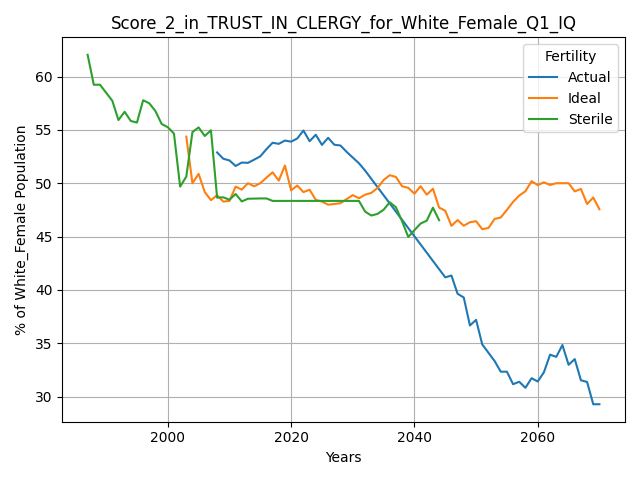 Score_2_in_TRUST_IN_CLERGY_for_White_Female_Q1_IQ
Fertility
Actual
Ideal
Sterile
% of White_Female Population
60
55
50
45
40
35
30
2000
2020
2040
2060
Years